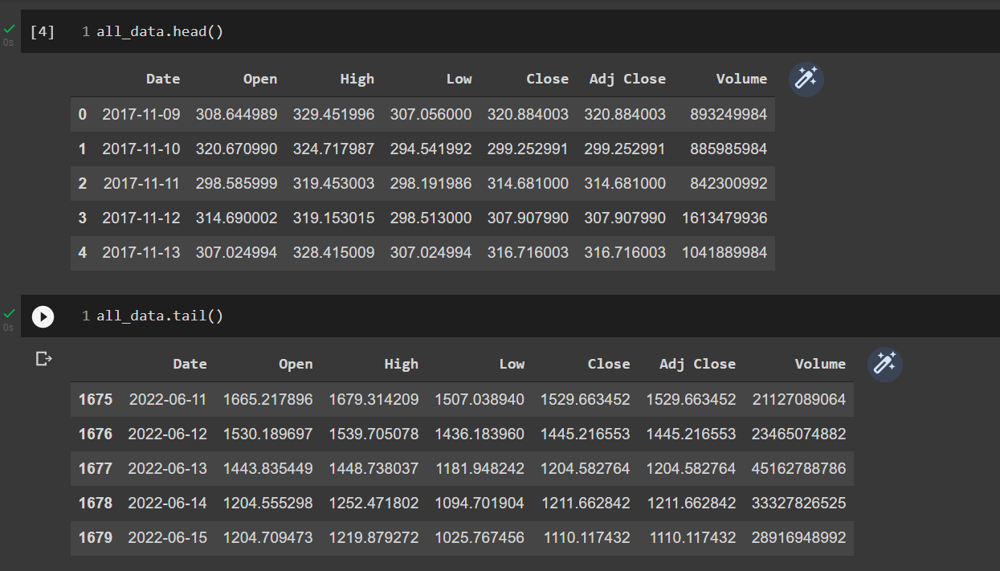 [4] 1 all_data.head()
0s
Date Open High Low Close Adj Close Volume
0 2017-11-09 308.644989 329.451996 307.056000 320.884003 320.884003 893249984
1 2017-11-10 320.670990 324.717987 294.541992 299.252991 299.252991 885985984
2 2017-11-11 298.585999 319.453003 298.191986 314.681000 314.681000 842300992
3 2017-11-12 314.690002 319.153015 298.513000 307.907990 307.907990 1613479936
4 2017-11-13 307.024994 328.415009 307.024994 316.716003 316.716003 1041889984
1 all_data.tail()
0s
Date Open High Low Close Adj Close Volume
1675 2022-06-11 1665.217896 1679.314209 1507.038940 1529.663452 1529.663452 21127089064
1676 2022-06-12 1530.189697 1539.705078 1436.183960 1445.216553 1445.216553 23465074882
1677 2022-06-13 1443.835449 1448.738037 1181.948242 1204.582764 1204.582764 45162788786
1678 2022-06-14 1204.555298 1252.471802 1094.701904 1211.662842 1211.662842 33327826525
1679 2022-06-15 1204.709473 1219.879272 1025.767456 1110.117432 1110.117432 28916948992